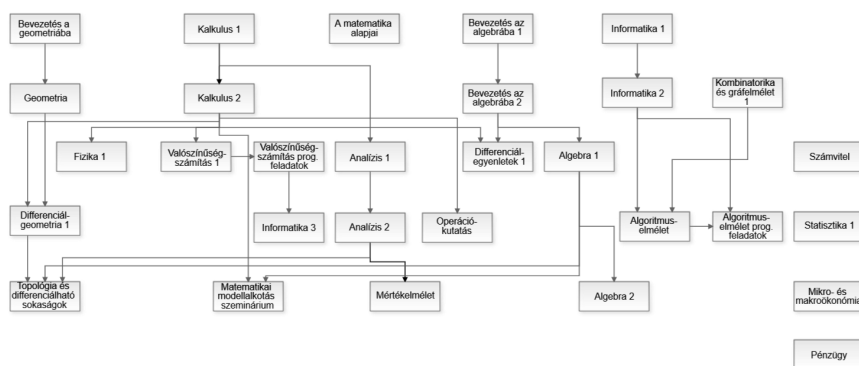 Bevezetés a
geometriába
Kalkulus 1
A matematika
alapjai
Bevezetés az
algebrába 1
Informatika 1
Geometria
Kalkulus 2
Bevezetés az
algebrába 2
Informatika 2
Kombinatorika
és gráfelmélet
1
Fizika 1
Valószínűség-
számítás 1
Valószínűség-
számítás prog.
feladatok
Analízis 1
Differenciál-
egyenletek 1
Algebra 1
Számvitel
Differenciál-
geometria 1
Informatika 3
Analízis 2
Operáció-
kutatás
Algoritmus-
elmélet
Algoritmus-
elmélet prog.
feladatok
Statisztika 1
Topológia és
differenciálható
sokaságok
Matematikai
modellalkotás
szeminárium
Mértékelmélet
Algebra 2
Mikro- és
makroökonómia
Pénzügy